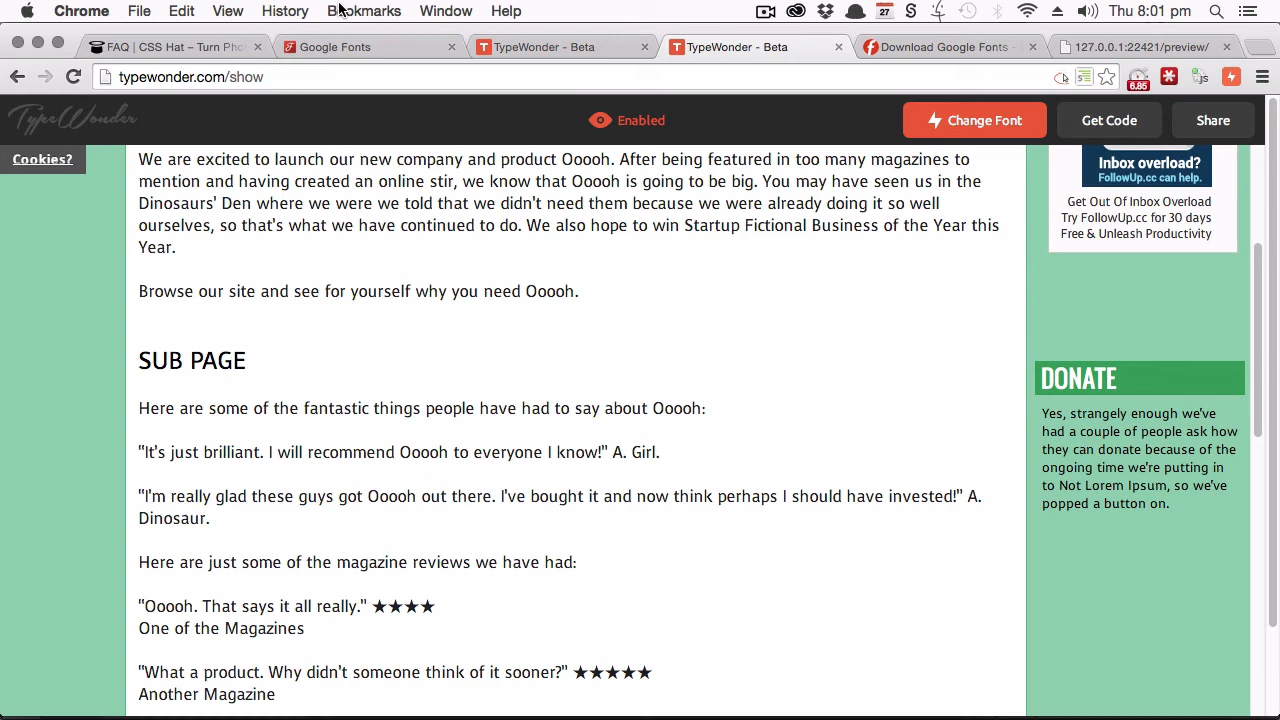 Chrome File Edit View History Bookmarks Window Help
27
Thu 8:01 pm
FAQ | CSS Hat – Turn Pho
Google Fonts
TypeWonder - Beta
TypeWonder - Beta
Download Google Fonts -
127.0.0.1:22421/preview/
typewonder.com/show
6.85
js
TypeWonder
Enabled
Change Font
Get Code
Share
Cookies?
We are excited to launch our new company and product Ooooh. After being featured in too many magazines to
mention and having created an online stir, we know that Ooooh is going to be big. You may have seen us in the
Dinosaurs' Den where we were we told that we didn't need them because we were already doing it so well
ourselves, so that's what we have continued to do. We also hope to win Startup Fictional Business of the Year this
Year.
Browse our site and see for yourself why you need Ooooh.
SUB PAGE
Here are some of the fantastic things people have had to say about Ooooh:
"It's just brilliant. I will recommend Ooooh to everyone I know!" A. Girl.
"I'm really glad these guys got Ooooh out there. I've bought it and now think perhaps I should have invested!" A.
Dinosaur.
Here are just some of the magazine reviews we have had:
"Ooooh. That says it all really." ★★★★
One of the Magazines
"What a product. Why didn't someone think of it sooner?" ★★★★★
Another Magazine
Inbox overload?
FollowUp.cc can help.
Get Out Of Inbox Overload
Try FollowUp.cc for 30 days
Free & Unleash Productivity
DONATE
Yes, strangely enough we've
had a couple of people ask how
they can donate because of the
ongoing time we're putting in
to Not Lorem Ipsum, so we've
popped a button on.